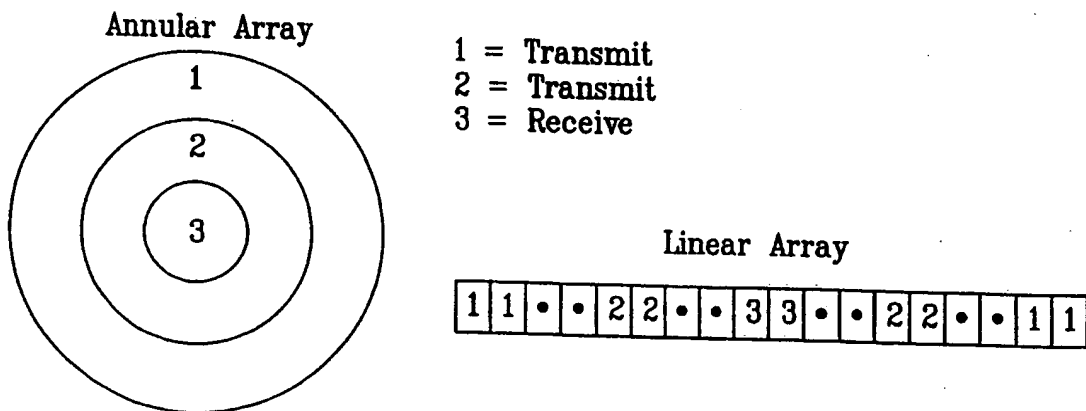 Annular Array
1
2
3
1 = Transmit
2 = Transmit
3 = Receive
Linear Array
1 1 • • 2 2 • • 3 3 • • 2 2 • • 1 1